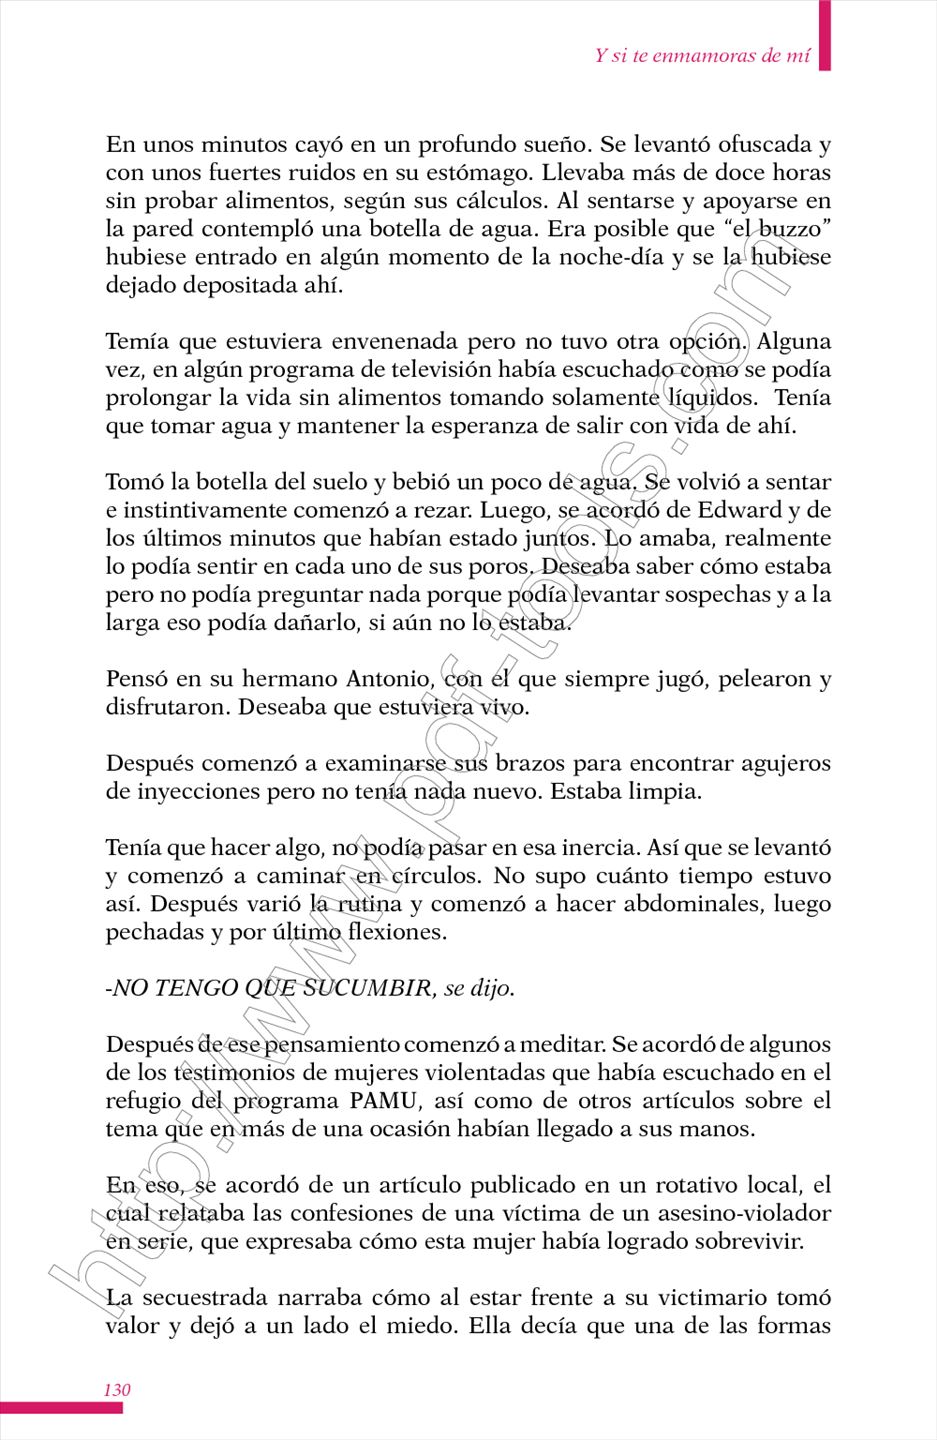 Y si te enmamoras de mí
En unos minutos cayó en un profundo sueño. Se levantó ofuscada y
con unos fuertes ruidos en su estómago. Llevaba más de doce horas
sin probar alimentos, según sus cálculos. Al sentarse y apoyarse en
la pared contempló una botella de agua. Era posible que “el buzzo”
hubiese entrado en algún momento de la noche-día y se la hubiese
dejado depositada ahí.
Temía que estuviera envenenada pero no tuvo otra opción. Alguna
vez, en algún programa de televisión había escuchado como se podía
prolongar la vida sin alimentos tomando solamente líquidos.  Tenía
que tomar agua y mantener la esperanza de salir con vida de ahí.
Tomó la botella del suelo y bebió un poco de agua. Se volvió a sentar
e instintivamente comenzó a rezar. Luego, se acordó de Edward y de
los últimos minutos que habían estado juntos. Lo amaba, realmente
lo podía sentir en cada uno de sus poros. Deseaba saber cómo estaba
pero no podía preguntar nada porque podía levantar sospechas y a la
larga eso podía dañarlo, si aún no lo estaba.
Pensó en su hermano Antonio, con el que siempre jugó, pelearon y
disfrutaron. Deseaba que estuviera vivo.
Después comenzó a examinarse sus brazos para encontrar agujeros
de inyecciones pero no tenía nada nuevo. Estaba limpia.
Tenía que hacer algo, no podía pasar en esa inercia. Así que se levantó
y comenzó a caminar en círculos. No supo cuánto tiempo estuvo
así. Después varió la rutina y comenzó a hacer abdominales, luego
pechadas y por último flexiones.
-NO TENGO QUE SUCUMBIR, se dijo.
Después de ese pensamiento comenzó a meditar. Se acordó de algunos
de los testimonios de mujeres violentadas que había escuchado en el
refugio del programa PAMU, así como de otros artículos sobre el
tema que en más de una ocasión habían llegado a sus manos.
En eso, se acordó de un artículo publicado en un rotativo local, el
cual relataba las confesiones de una víctima de un asesino-violador
en serie, que expresaba cómo esta mujer había logrado sobrevivir.
La secuestrada narraba cómo al estar frente a su victimario tomó
valor y dejó a un lado el miedo. Ella decía que una de las formas
130
http://www.pdf-tools.com